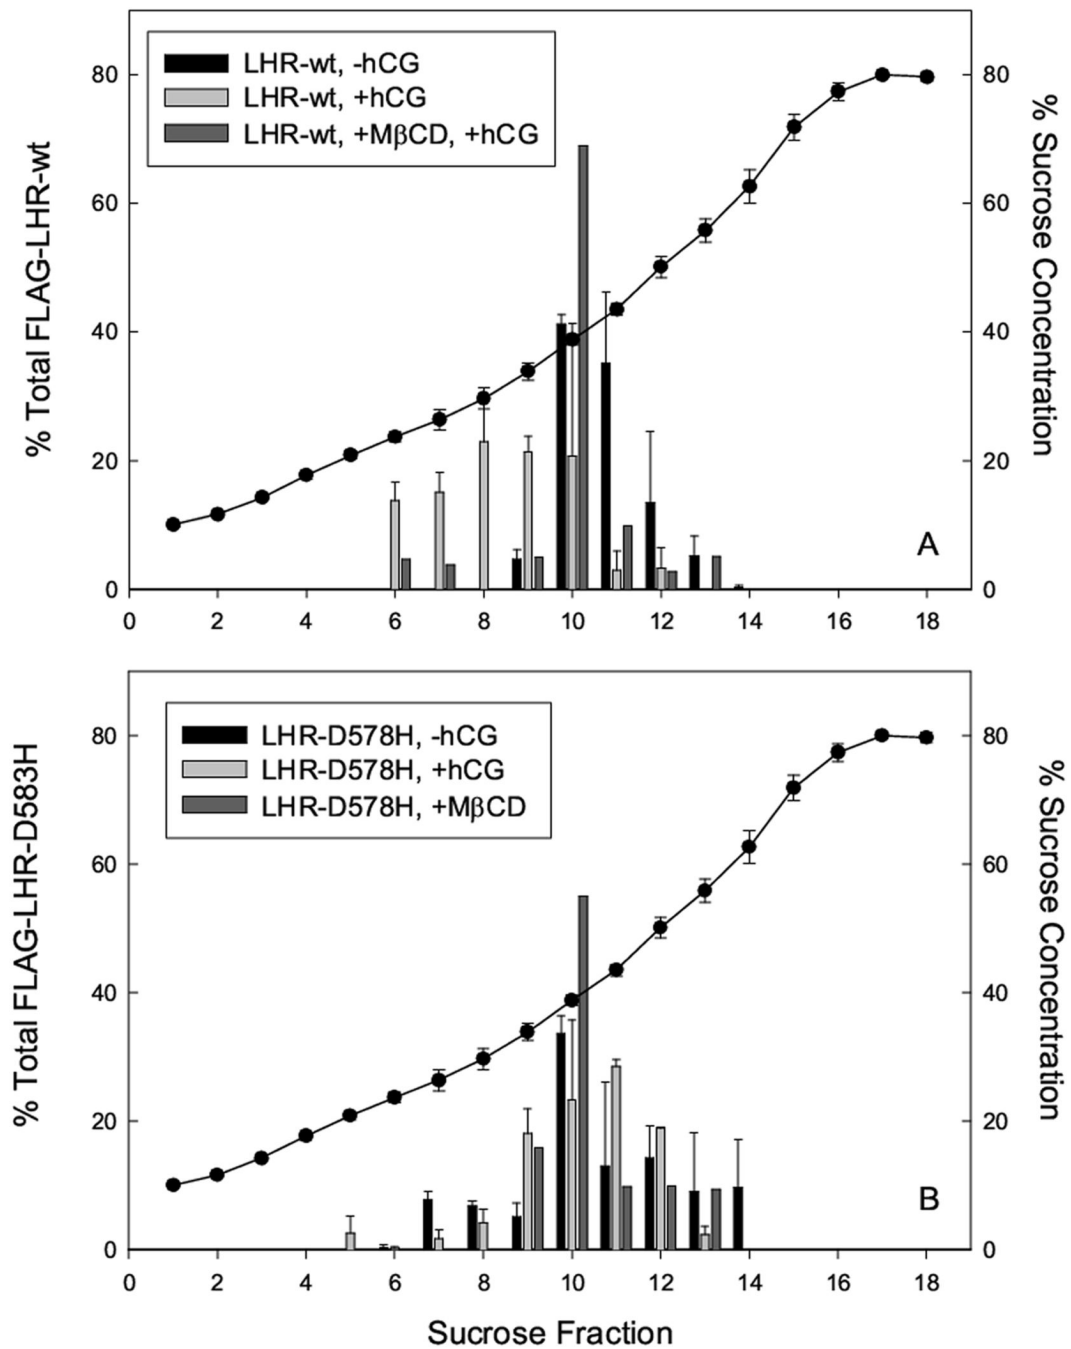 LHR-wt, -hCG
LHR-wt, +hCG
LHR-wt, +MβCD, +hCG
% Total FLAG-LHR-wt
% Sucrose Concentration
80
60
40
20
0
80
60
40
20
0
A
0 2 4 6 8 10 12 14 16 18
LHR-D578H, -hCG
LHR-D578H, +hCG
LHR-D578H, +MβCD
% Total FLAG-LHR-D583H
% Sucrose Concentration
80
60
40
20
0
80
60
40
20
0
B
0 2 4 6 8 10 12 14 16 18
Sucrose Fraction